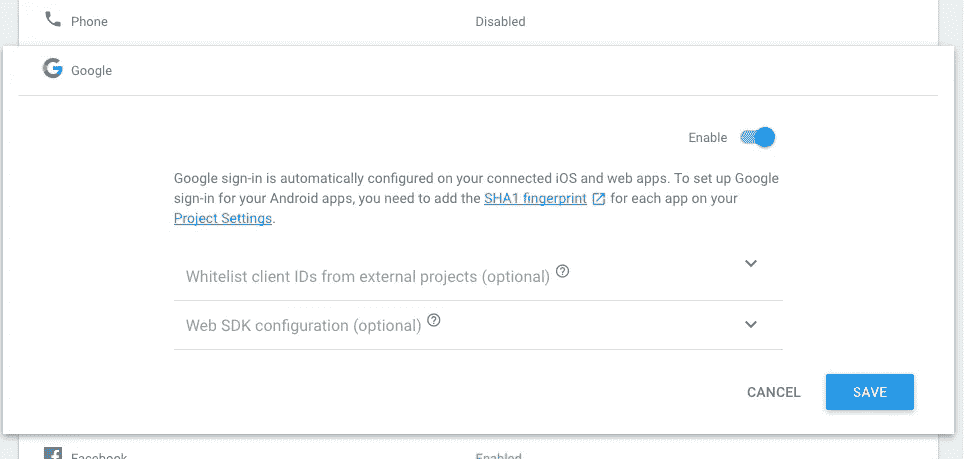 Phone Disabled
Google
Enable
Google sign-in is automatically configured on your connected iOS and web apps. To set up Google
sign-in for your Android apps, you need to add the SHA1 fingerprint for each app on your
Project Settings.
Whitelist client IDs from external projects (optional)
Web SDK configuration (optional)
CANCEL SAVE
Facebook Enabled